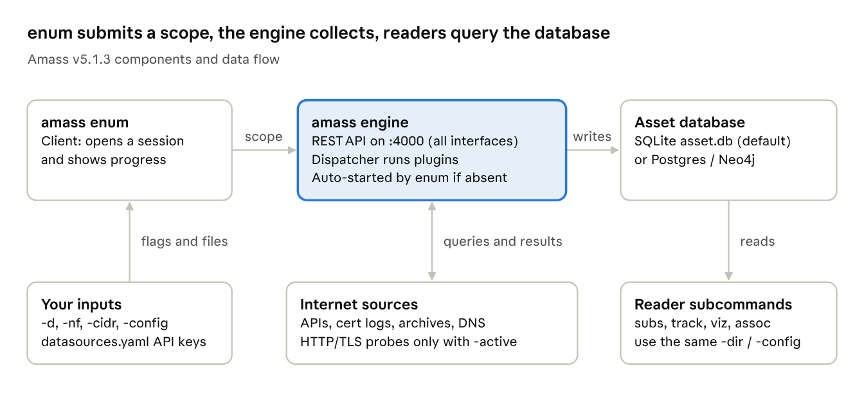 enum submits a scope, the engine collects, readers query the database
Amass v5.1.3 components and data flow
amass enum
Client: opens a session
and shows progress
scope
amass engine
REST API on :4000 (all interfaces)
Dispatcher runs plugins
Auto-started by enum if absent
writes
Asset database
SQLite asset.db (default)
or Postgres / Neo4j
flags and files
queries and results
reads
Your inputs
-d, -nf, -cidr, -config
datasources.yaml API keys
Internet sources
APIs, cert logs, archives, DNS
HTTP/TLS probes only with -active
Reader subcommands
subs, track, viz, assoc
use the same -dir / -config